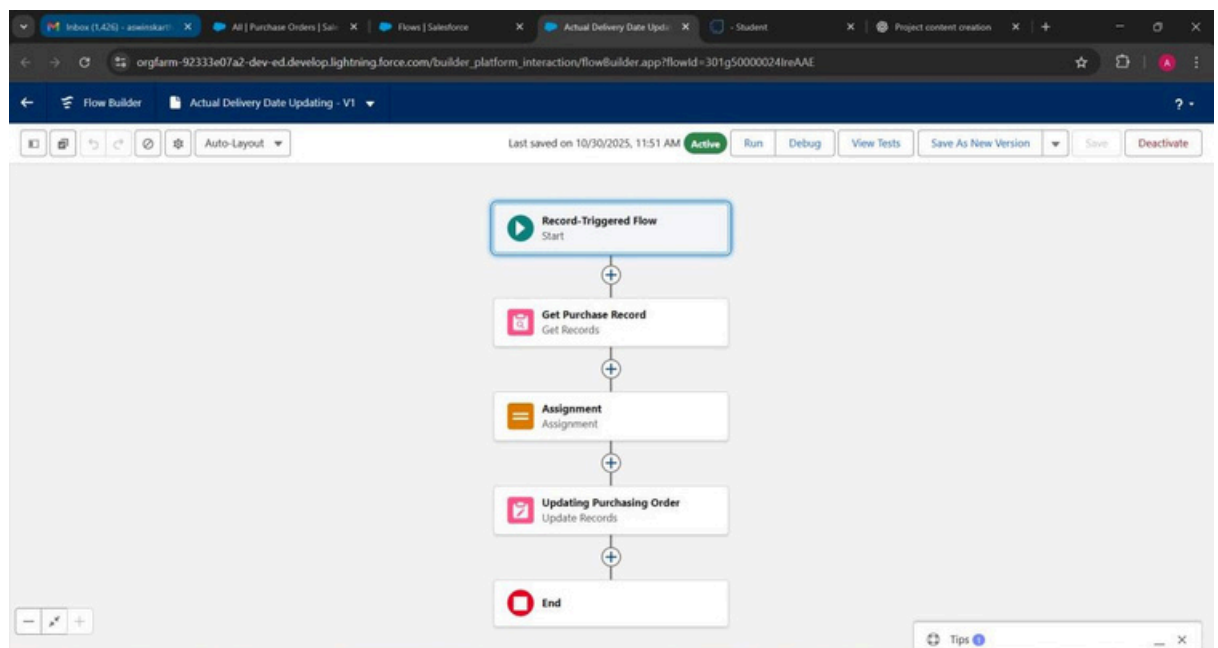 Inbox (1,426) - aswinskart
All | Purchase Orders | Sale
Flows | Salesforce
Actual Delivery Date Upda
- Student
Project content creation
orgfarm-92333e07a2-dev-ed.develop.lightning.force.com/builder_platform_interaction/flowBuilder.app?flowId=301g50000024IreAAE
A
Flow Builder
Actual Delivery Date Updating - V1
?
Auto-Layout
Last saved on 10/30/2025, 11:51 AM
Active
Run
Debug
View Tests
Save As New Version
Save
Deactivate
Record-Triggered Flow
Start
Get Purchase Record
Get Records
Assignment
Assignment
Updating Purchasing Order
Update Records
End
Tips 1